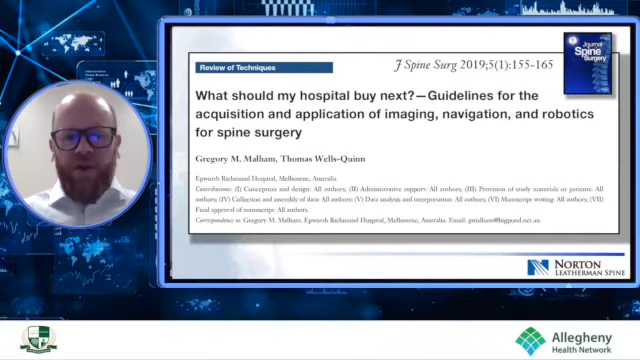 Review of Techniques
J Spine Surg 2019;5(1):155-165
Journal of
Spine
Surgery
What should my hospital buy next?—Guidelines for the
acquisition and application of imaging, navigation, and robotics
for spine surgery
Gregory M. Malham, Thomas Wells-Quinn
Epworth Richmond Hospital, Melbourne, Australia
Contributions: (I) Conception and design: All authors; (II) Administrative support: All authors; (III) Provision of study materials or patients: All
authors; (IV) Collection and assembly of data: All authors; (V) Data analysis and interpretation: All authors; (VI) Manuscript writing: All authors; (VII)
Final approval of manuscript: All authors.
Correspondence to: Gregory M. Malham, Epworth Richmond Hospital, Melbourne, Australia. Email: gmalham@bigpond.net.au.
NORTON
LEATHERMAN SPINE
Allegheny
Health Network